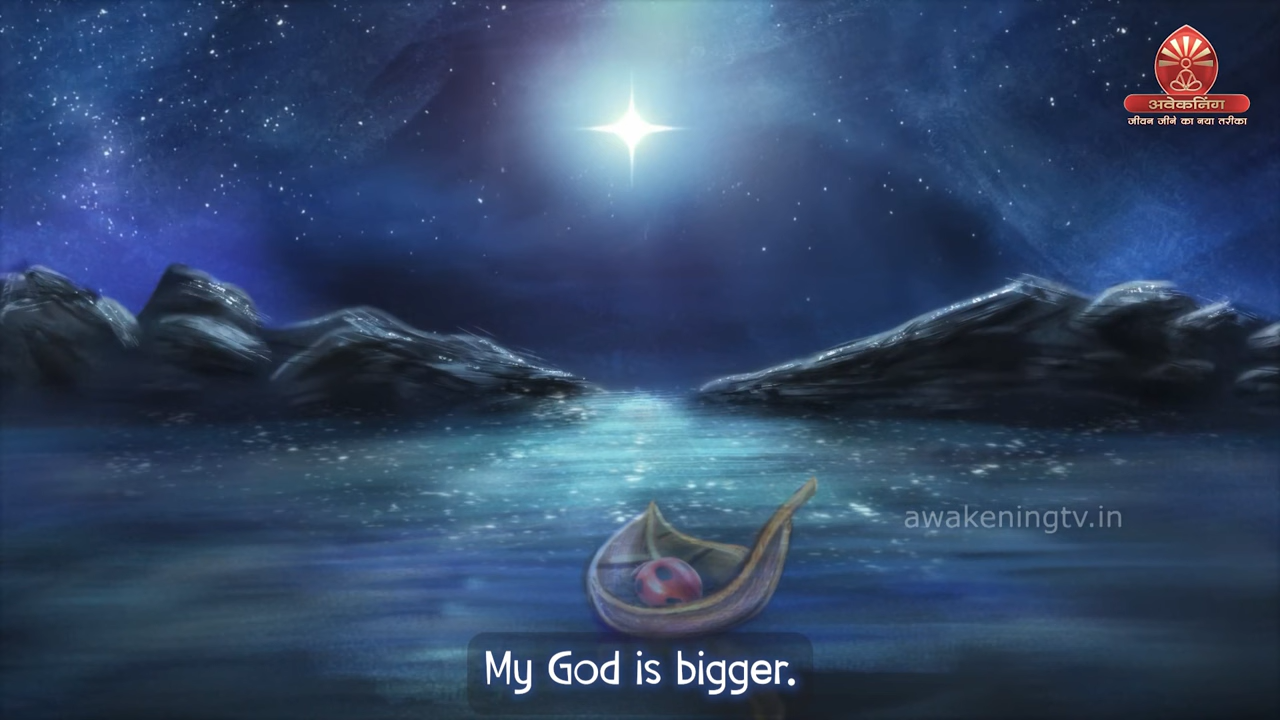 अवेकनिंग
जीवन जीने का नया तरीका
awakeningtv.in
My God is bigger.